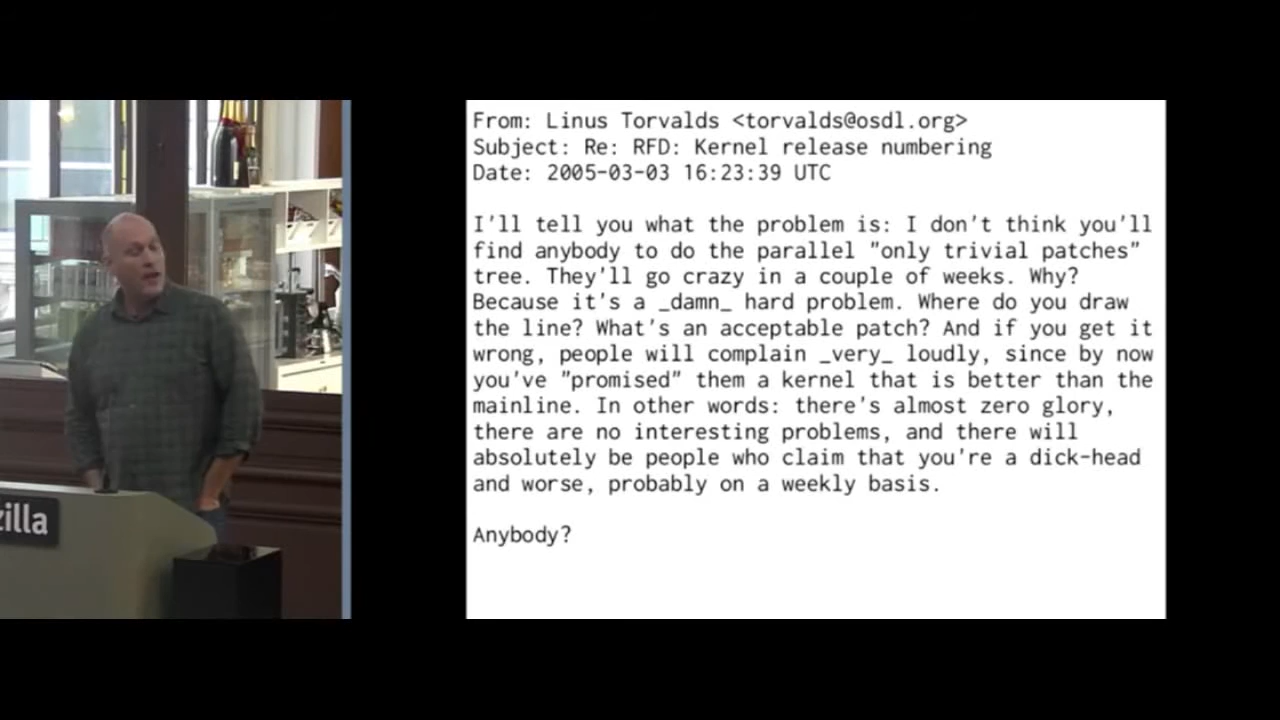 From: Linus Torvalds <torvalds@osdl.org>
Subject: Re: RFD: Kernel release numbering
Date: 2005-03-03 16:23:39 UTC
I'll tell you what the problem is: I don't think you'll
find anybody to do the parallel "only trivial patches"
tree. They'll go crazy in a couple of weeks. Why?
Because it's a _damn_ hard problem. Where do you draw
the line? What's an acceptable patch? And if you get it
wrong, people will complain _very_ loudly, since by now
you've "promised" them a kernel that is better than the
mainline. In other words: there's almost zero glory,
there are no interesting problems, and there will
absolutely be people who claim that you're a dick-head
and worse, probably on a weekly basis.
Anybody?
zilla